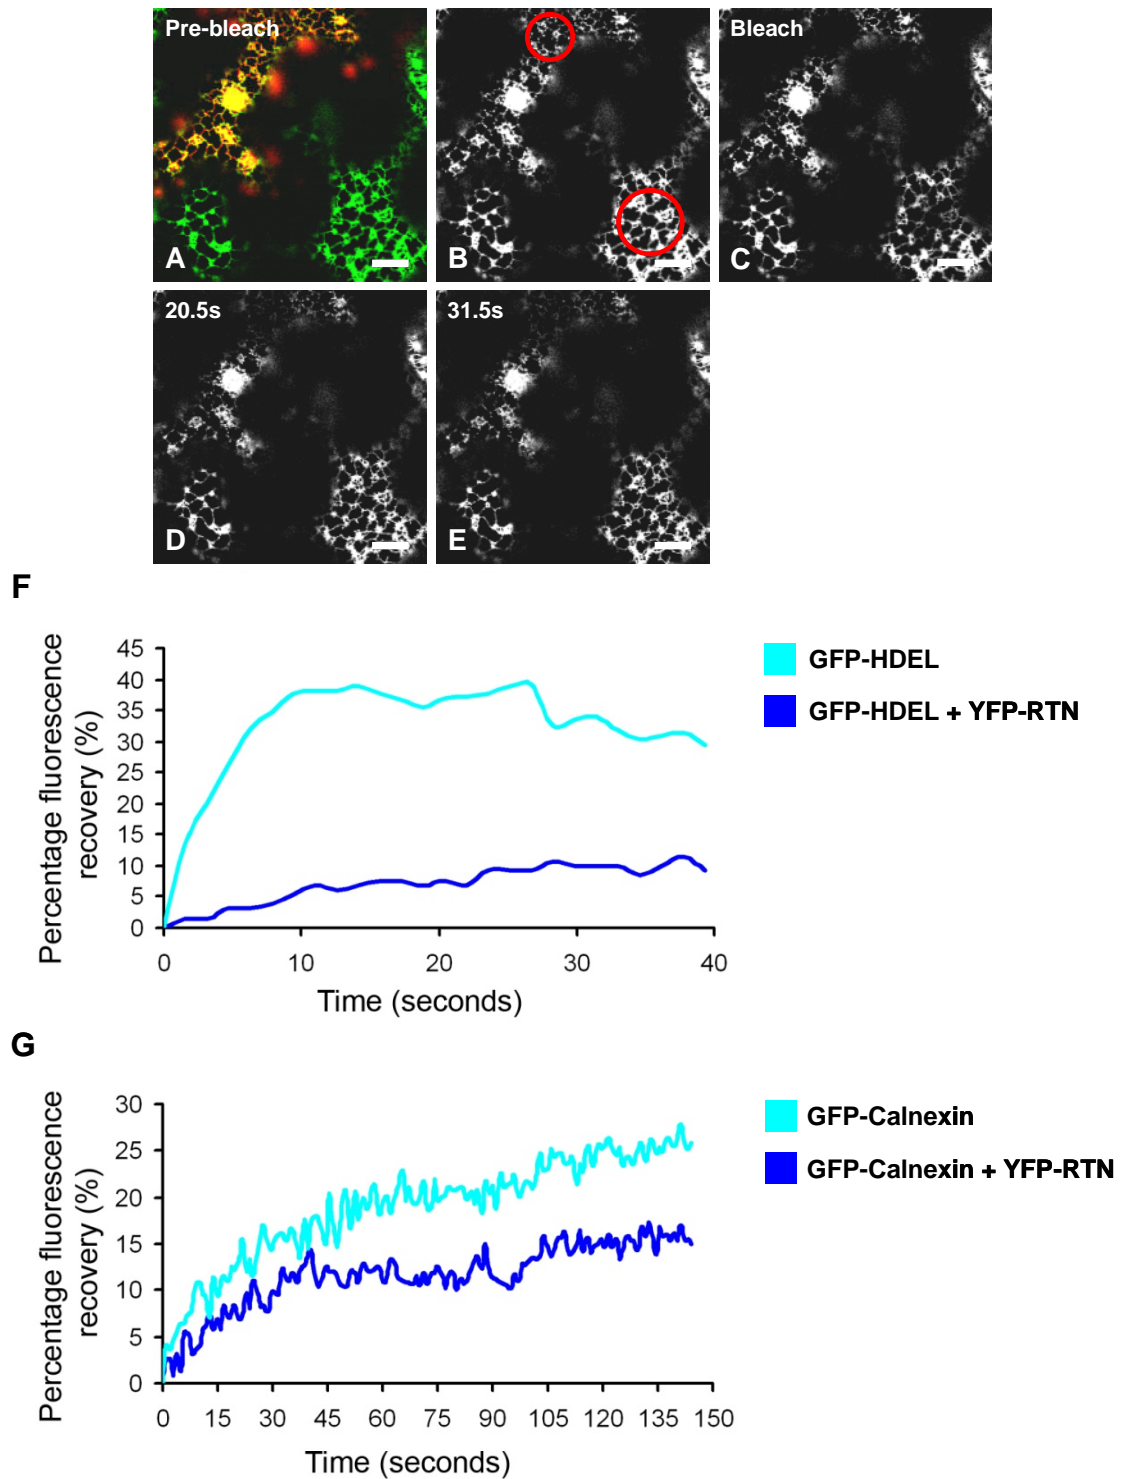 Pre-bleach
A
B
Bleach
C
20.5s
D
31.5s
E
F
Percentage fluorescence
recovery (%)
45
40
35
30
25
20
15
10
5
0
0 10 20 30 40
Time (seconds)
GFP-HDEL
GFP-HDEL + YFP-RTN
G
Percentage fluorescence
recovery (%)
30
25
20
15
10
5
0
0 15 30 45 60 75 90 105 120 135 150
Time (seconds)
GFP-Calnexin
GFP-Calnexin + YFP-RTN